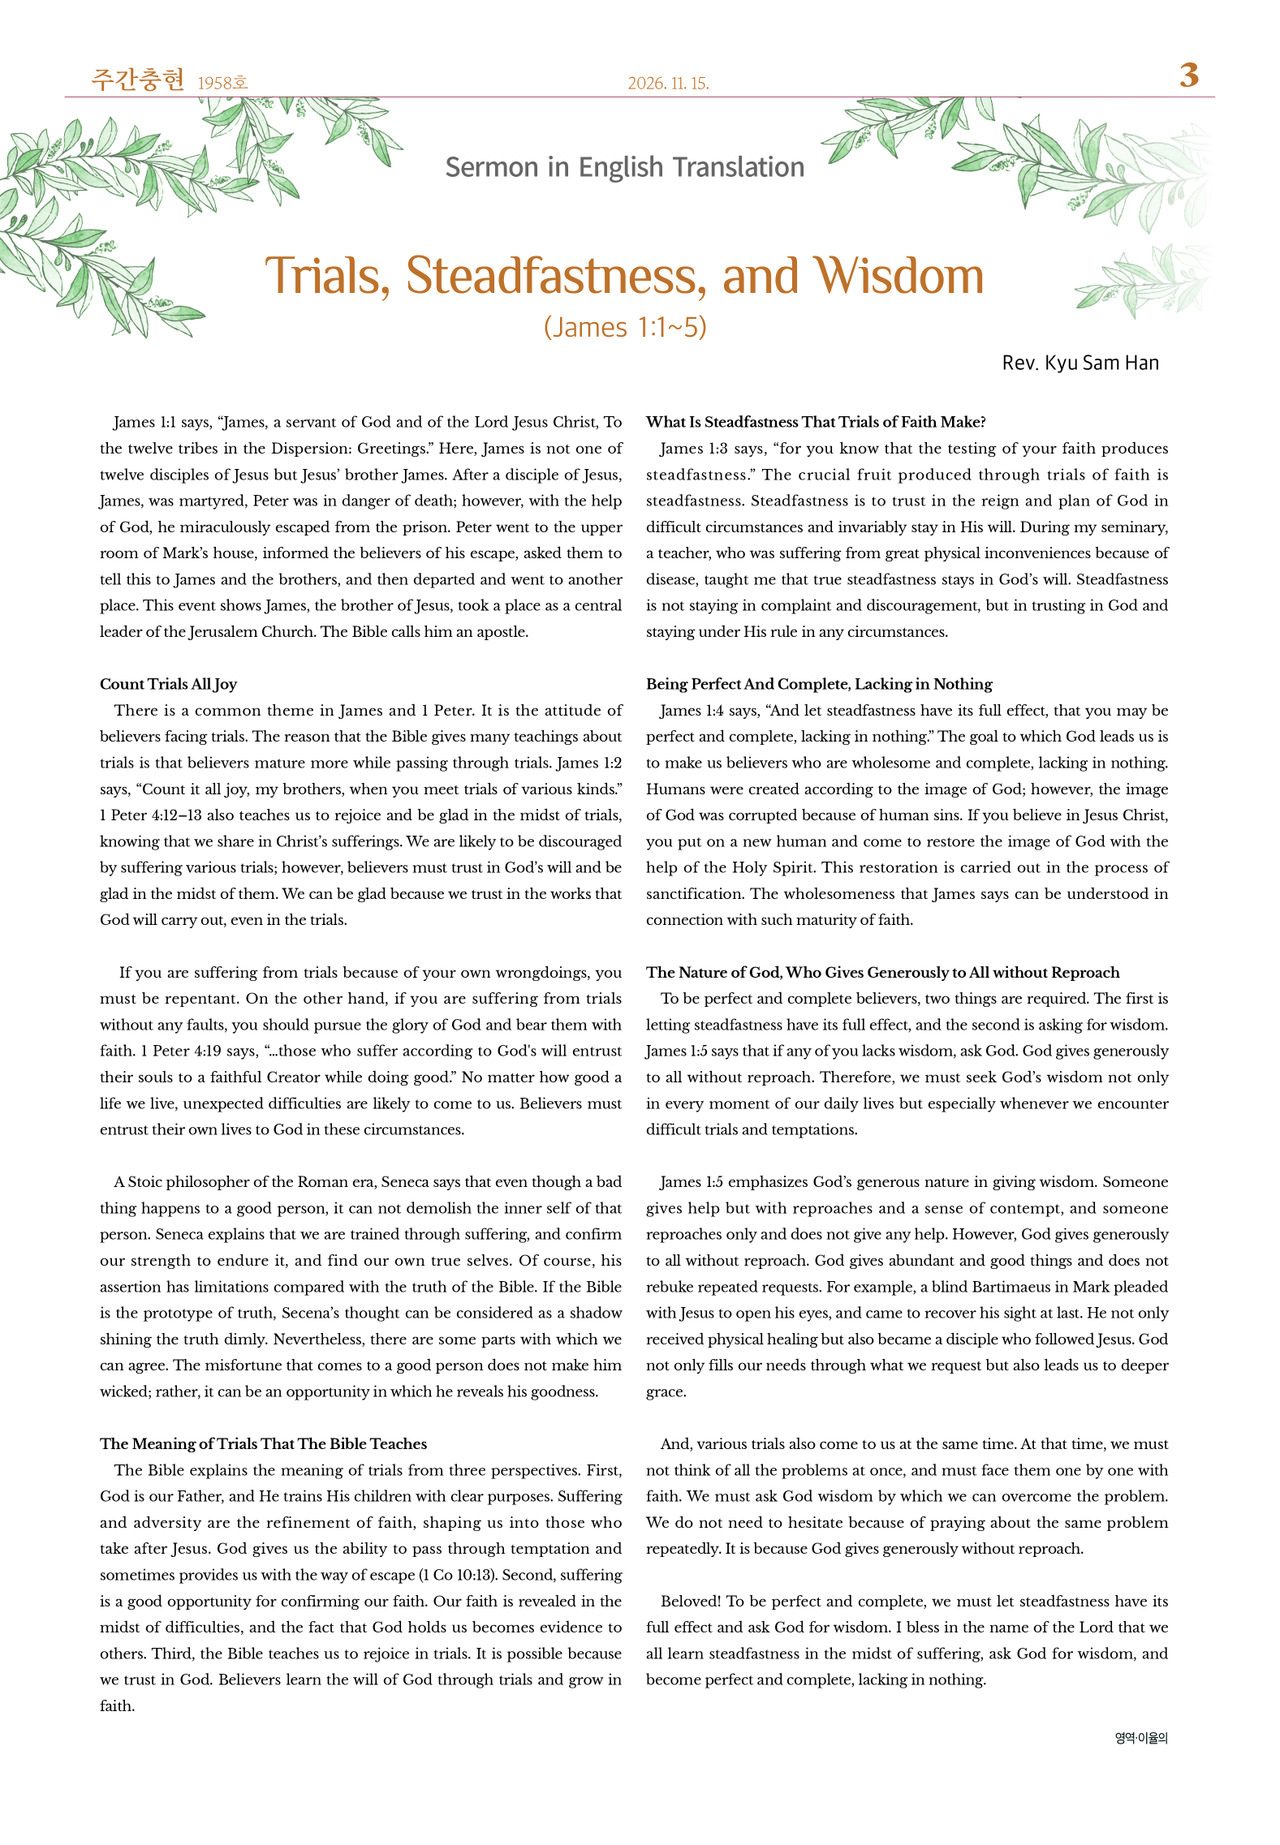 주간충현 1958호
2026. 11. 15.
3
Sermon in English Translation
Trials, Steadfastness, and Wisdom
(James 1:1~5)
Rev. Kyu Sam Han
James 1:1 says, “James, a servant of God and of the Lord Jesus Christ, To
the twelve tribes in the Dispersion: Greetings.” Here, James is not one of
twelve disciples of Jesus but Jesus’ brother James. After a disciple of Jesus,
James, was martyred, Peter was in danger of death; however, with the help
of God, he miraculously escaped from the prison. Peter went to the upper
room of Mark’s house, informed the believers of his escape, asked them to
tell this to James and the brothers, and then departed and went to another
place. This event shows James, the brother of Jesus, took a place as a central
leader of the Jerusalem Church. The Bible calls him an apostle.
Count Trials All Joy
There is a common theme in James and 1 Peter. It is the attitude of
believers facing trials. The reason that the Bible gives many teachings about
trials is that believers mature more while passing through trials. James 1:2
says, “Count it all joy, my brothers, when you meet trials of various kinds.”
1 Peter 4:12–13 also teaches us to rejoice and be glad in the midst of trials,
knowing that we share in Christ’s sufferings. We are likely to be discouraged
by suffering various trials; however, believers must trust in God’s will and be
glad in the midst of them. We can be glad because we trust in the works that
God will carry out, even in the trials.
If you are suffering from trials because of your own wrongdoings, you
must be repentant. On the other hand, if you are suffering from trials
without any faults, you should pursue the glory of God and bear them with
faith. 1 Peter 4:19 says, “…those who suffer according to God's will entrust
their souls to a faithful Creator while doing good.” No matter how good a
life we live, unexpected difficulties are likely to come to us. Believers must
entrust their own lives to God in these circumstances.
A Stoic philosopher of the Roman era, Seneca says that even though a bad
thing happens to a good person, it can not demolish the inner self of that
person. Seneca explains that we are trained through suffering, and confirm
our strength to endure it, and find our own true selves. Of course, his
assertion has limitations compared with the truth of the Bible. If the Bible
is the prototype of truth, Secena’s thought can be considered as a shadow
shining the truth dimly. Nevertheless, there are some parts with which we
can agree. The misfortune that comes to a good person does not make him
wicked; rather, it can be an opportunity in which he reveals his goodness.
The Meaning of Trials That The Bible Teaches
The Bible explains the meaning of trials from three perspectives. First,
God is our Father, and He trains His children with clear purposes. Suffering
and adversity are the refinement of faith, shaping us into those who
take after Jesus. God gives us the ability to pass through temptation and
sometimes provides us with the way of escape (1 Co 10:13). Second, suffering
is a good opportunity for confirming our faith. Our faith is revealed in the
midst of difficulties, and the fact that God holds us becomes evidence to
others. Third, the Bible teaches us to rejoice in trials. It is possible because
we trust in God. Believers learn the will of God through trials and grow in
faith.
What Is Steadfastness That Trials of Faith Make?
James 1:3 says, “for you know that the testing of your faith produces
steadfastness.” The crucial fruit produced through trials of faith is
steadfastness. Steadfastness is to trust in the reign and plan of God in
difficult circumstances and invariably stay in His will. During my seminary,
a teacher, who was suffering from great physical inconveniences because of
disease, taught me that true steadfastness stays in God’s will. Steadfastness
is not staying in complaint and discouragement, but in trusting in God and
staying under His rule in any circumstances.
Being Perfect And Complete, Lacking in Nothing
James 1:4 says, “And let steadfastness have its full effect, that you may be
perfect and complete, lacking in nothing.” The goal to which God leads us is
to make us believers who are wholesome and complete, lacking in nothing.
Humans were created according to the image of God; however, the image
of God was corrupted because of human sins. If you believe in Jesus Christ,
you put on a new human and come to restore the image of God with the
help of the Holy Spirit. This restoration is carried out in the process of
sanctification. The wholesomeness that James says can be understood in
connection with such maturity of faith.
The Nature of God, Who Gives Generously to All without Reproach
To be perfect and complete believers, two things are required. The first is
letting steadfastness have its full effect, and the second is asking for wisdom.
James 1:5 says that if any of you lacks wisdom, ask God. God gives generously
to all without reproach. Therefore, we must seek God’s wisdom not only
in every moment of our daily lives but especially whenever we encounter
difficult trials and temptations.
James 1:5 emphasizes God’s generous nature in giving wisdom. Someone
gives help but with reproaches and a sense of contempt, and someone
reproaches only and does not give any help. However, God gives generously
to all without reproach. God gives abundant and good things and does not
rebuke repeated requests. For example, a blind Bartimaeus in Mark pleaded
with Jesus to open his eyes, and came to recover his sight at last. He not only
received physical healing but also became a disciple who followed Jesus. God
not only fills our needs through what we request but also leads us to deeper
grace.
And, various trials also come to us at the same time. At that time, we must
not think of all the problems at once, and must face them one by one with
faith. We must ask God wisdom by which we can overcome the problem.
We do not need to hesitate because of praying about the same problem
repeatedly. It is because God gives generously without reproach.
Beloved! To be perfect and complete, we must let steadfastness have its
full effect and ask God for wisdom. I bless in the name of the Lord that we
all learn steadfastness in the midst of suffering, ask God for wisdom, and
become perfect and complete, lacking in nothing.
영역·이율의